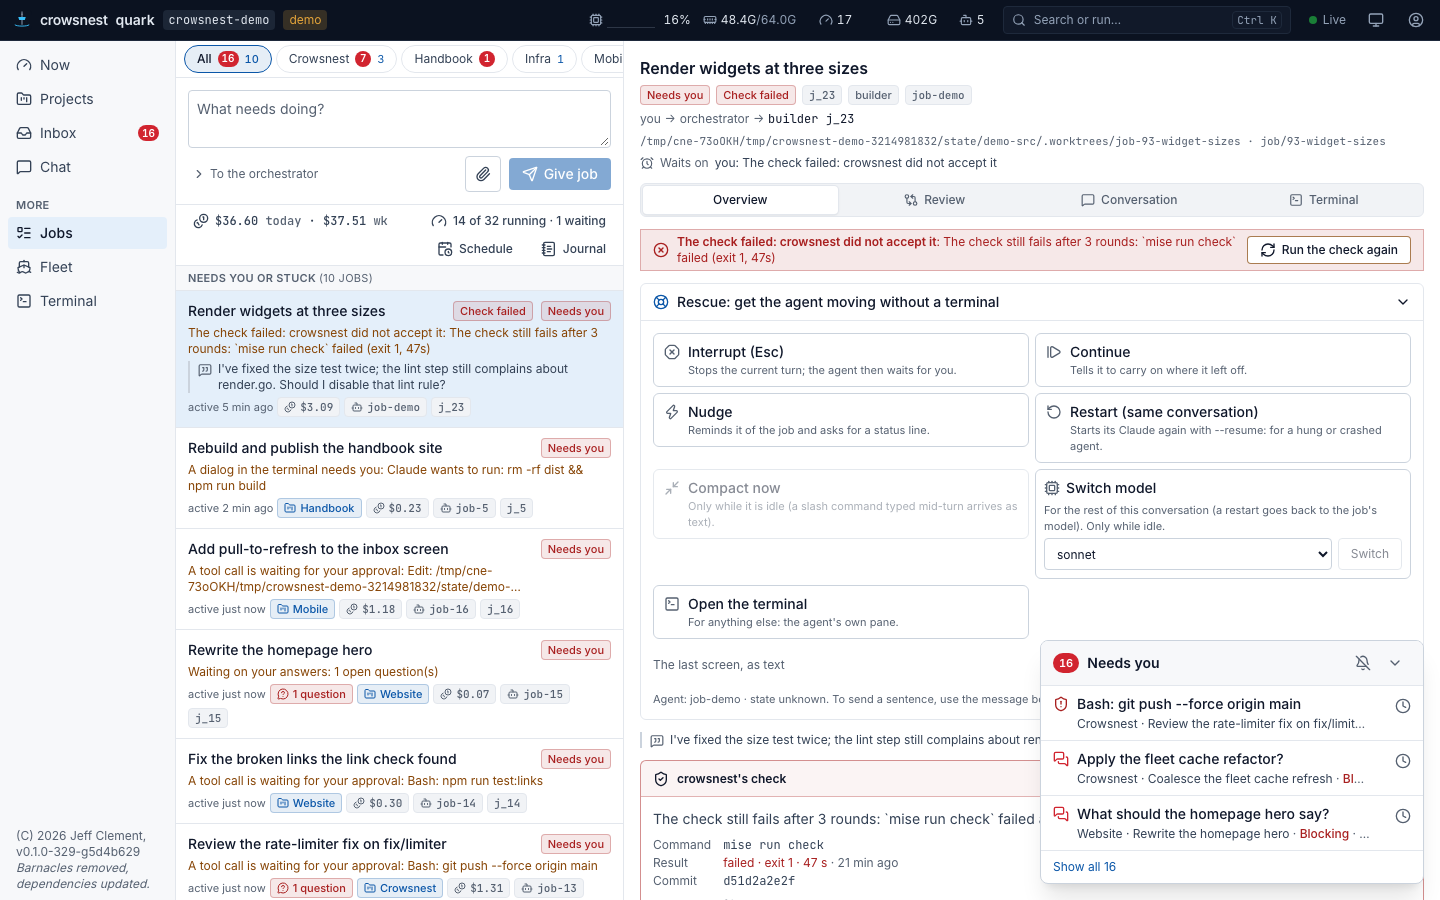 crowsnest quark crowsnest-demo demo
16% 48.4G/64.0G 17 402G 5
Search or run... Ctrl K
Live
Now
Projects
Inbox 16
Chat
MORE
Jobs
Fleet
Terminal
(C) 2026 Jeff Clement,
v0.1.0-329-g5d4b629
Barnacles removed,
dependencies updated.
All 16 10 Crowsnest 7 3 Handbook 1 Infra 1 Mobi
What needs doing?
To the orchestrator
Give job
$36.60 today · $37.51 wk
14 of 32 running · 1 waiting
Schedule Journal
NEEDS YOU OR STUCK (10 JOBS)
Render widgets at three sizes Check failed Needs you
The check failed: crowsnest did not accept it: The check still fails after 3
rounds: `mise run check` failed (exit 1, 47s)
I've fixed the size test twice; the lint step still complains about
render.go. Should I disable that lint rule?
active 5 min ago $3.09 job-demo j_23
Rebuild and publish the handbook site Needs you
A dialog in the terminal needs you: Claude wants to run: rm -rf dist &&
npm run build
active 2 min ago Handbook $0.23 job-5 j_5
Add pull-to-refresh to the inbox screen Needs you
A tool call is waiting for your approval: Edit: /tmp/cne-
73oOKH/tmp/crowsnest-demo-3214981832/state/demo-...
active just now Mobile $1.18 job-16 j_16
Rewrite the homepage hero Needs you
Waiting on your answers: 1 open question(s)
active just now 1 question Website $0.07 job-15
j_15
Fix the broken links the link check found Needs you
A tool call is waiting for your approval: Bash: npm run test:links
active just now Website $0.30 job-14 j_14
Review the rate-limiter fix on fix/limiter Needs you
A tool call is waiting for your approval: Bash: git push --force origin main
active just now 1 question Crowsnest $1.31 job-13
Render widgets at three sizes
Needs you Check failed j_23 builder job-demo
you → orchestrator → builder j_23
/tmp/cne-73oOKH/tmp/crowsnest-demo-3214981832/state/demo-src/.worktrees/job-93-widget-sizes · job/93-widget-sizes
Waits on you: The check failed: crowsnest did not accept it
Overview Review Conversation Terminal
The check failed: crowsnest did not accept it: The check still fails after 3 rounds: `mise run check`
failed (exit 1, 47s)
Run the check again
Rescue: get the agent moving without a terminal
Interrupt (Esc)
Stops the current turn; the agent then waits for you.
Continue
Tells it to carry on where it left off.
Nudge
Reminds it of the job and asks for a status line.
Restart (same conversation)
Starts its Claude again with --resume: for a hung or crashed
agent.
Compact now
Only while it is idle (a slash command typed mid-turn arrives as
text).
Switch model
For the rest of this conversation (a restart goes back to the job's
model). Only while idle.
sonnet Switch
Open the terminal
For anything else: the agent's own pane.
The last screen, as text
Agent: job-demo · state unknown. To send a sentence, use the message b
I've fixed the size test twice; the lint step still complains about ren
crowsnest's check
The check still fails after 3 rounds: `mise run check` failed
Command mise run check
Result failed · exit 1 · 47 s · 21 min ago
Commit d51d2a2e2f
16 Needs you
Bash: git push --force origin main
Crowsnest · Review the rate-limiter fix on fix/limit...
Apply the fleet cache refactor?
Crowsnest · Coalesce the fleet cache refresh · Bl...
What should the homepage hero say?
Website · Rewrite the homepage hero · Blocking · ...
Show all 16